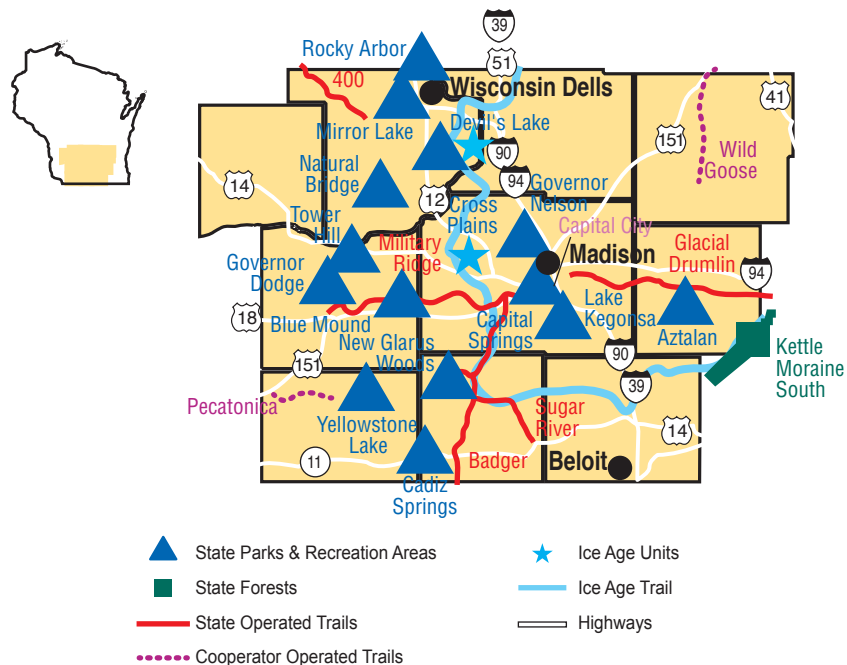 39
Rocky Arbor
51
400
Wisconsin Dells
41
Mirror Lake
Devil's Lake
151
Wild
Goose
90
Natural
Bridge
14
94
Governor
Nelson
12
Cross
Plains
Tower
Hill
Capital City
Military
Ridge
Madison
Glacial
Drumlin
Governor
Dodge
94
18
Blue Mound
Lake
Kegonsa
Capital
Springs
Aztalan
New Glarus
Woods
90
Kettle
Moraine
South
151
39
Pecatonica
Yellowstone
Lake
Sugar
River
14
11
Badger
Beloit
Cadiz
Springs
State Parks & Recreation Areas
Ice Age Units
State Forests
Ice Age Trail
State Operated Trails
Highways
Cooperator Operated Trails